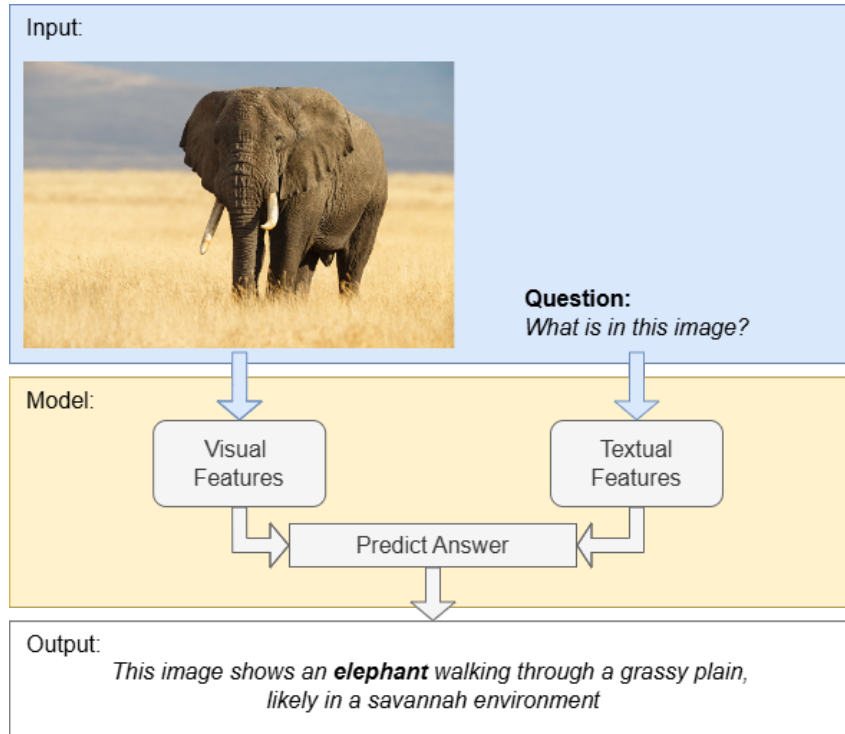 Input:
Question:
What is in this image?
Model:
Visual
Features
Textual
Features
Predict Answer
Output:
This image shows an elephant walking through a grassy plain,
likely in a savannah environment